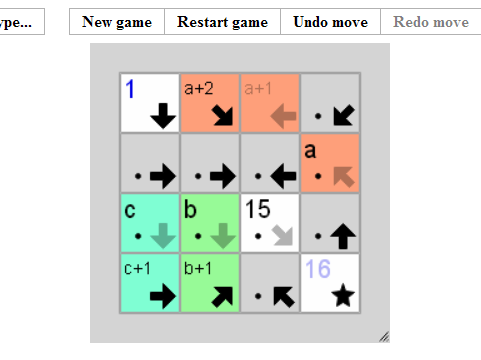 ype... New game Restart game Undo move Redo move
1 a+2 a+1
a
c b 15
c+1 b+1 16